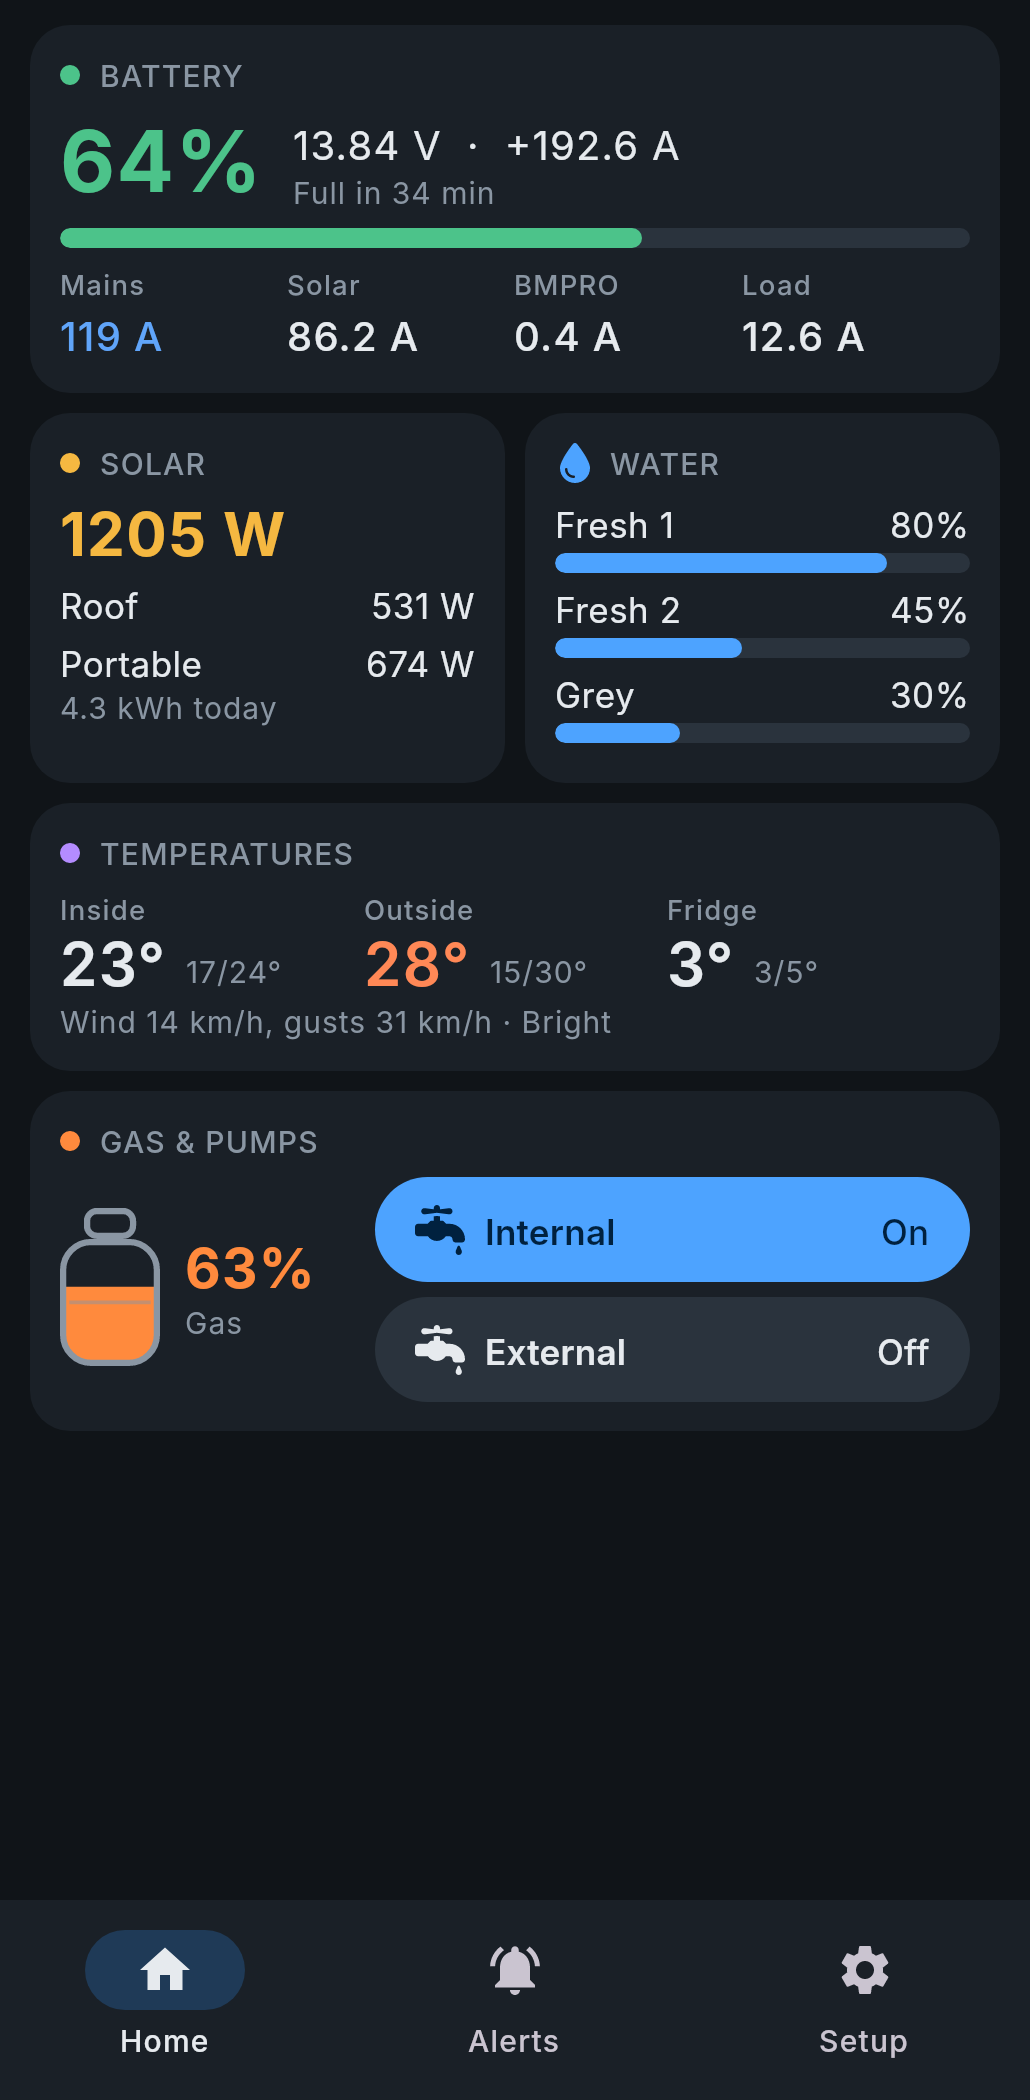 BATTERY
64%
13.84 V · +192.6 A
Full in 34 min
Mains Solar BMPRO Load
119 A 86.2 A 0.4 A 12.6 A
SOLAR
1205 W
Roof 531 W
Portable 674 W
4.3 kWh today
WATER
Fresh 1 80%
Fresh 2 45%
Grey 30%
TEMPERATURES
Inside Outside Fridge
23° 17/24° 28° 15/30° 3° 3/5°
Wind 14 km/h, gusts 31 km/h · Bright
GAS & PUMPS
63%
Gas
Internal On
External Off
Home Alerts Setup